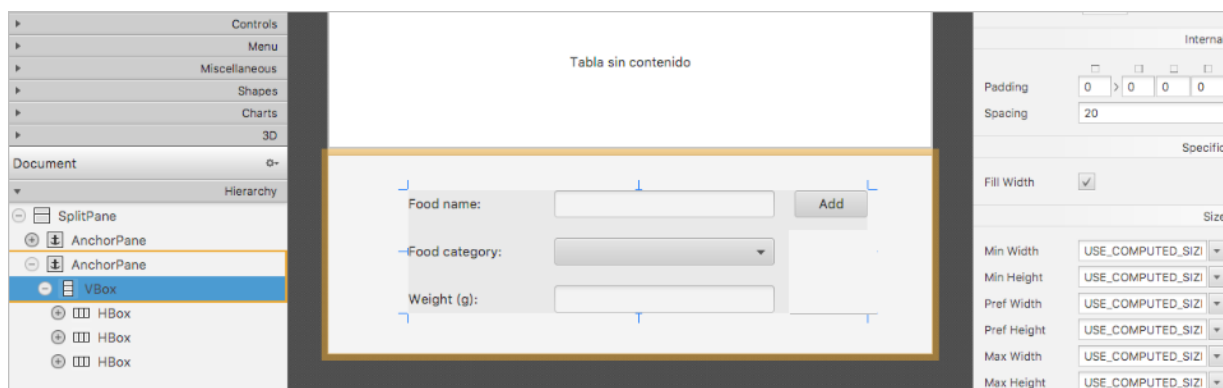 Controls
Menu
Miscellaneous
Shapes
Charts
3D
Document
Hierarchy
SplitPane
AnchorPane
AnchorPane
VBox
HBox
HBox
HBox
Tabla sin contenido
Food name:
Add
Food category:
Weight (g):
Internal
Padding 0 > 0 0 0
Spacing 20
Specific
Fill Width
Size
Min Width USE_COMPUTED_SIZI
Min Height USE_COMPUTED_SIZI
Pref Width USE_COMPUTED_SIZI
Pref Height USE_COMPUTED_SIZI
Max Width USE_COMPUTED_SIZI
Max Height USE_COMPUTED_SIZI